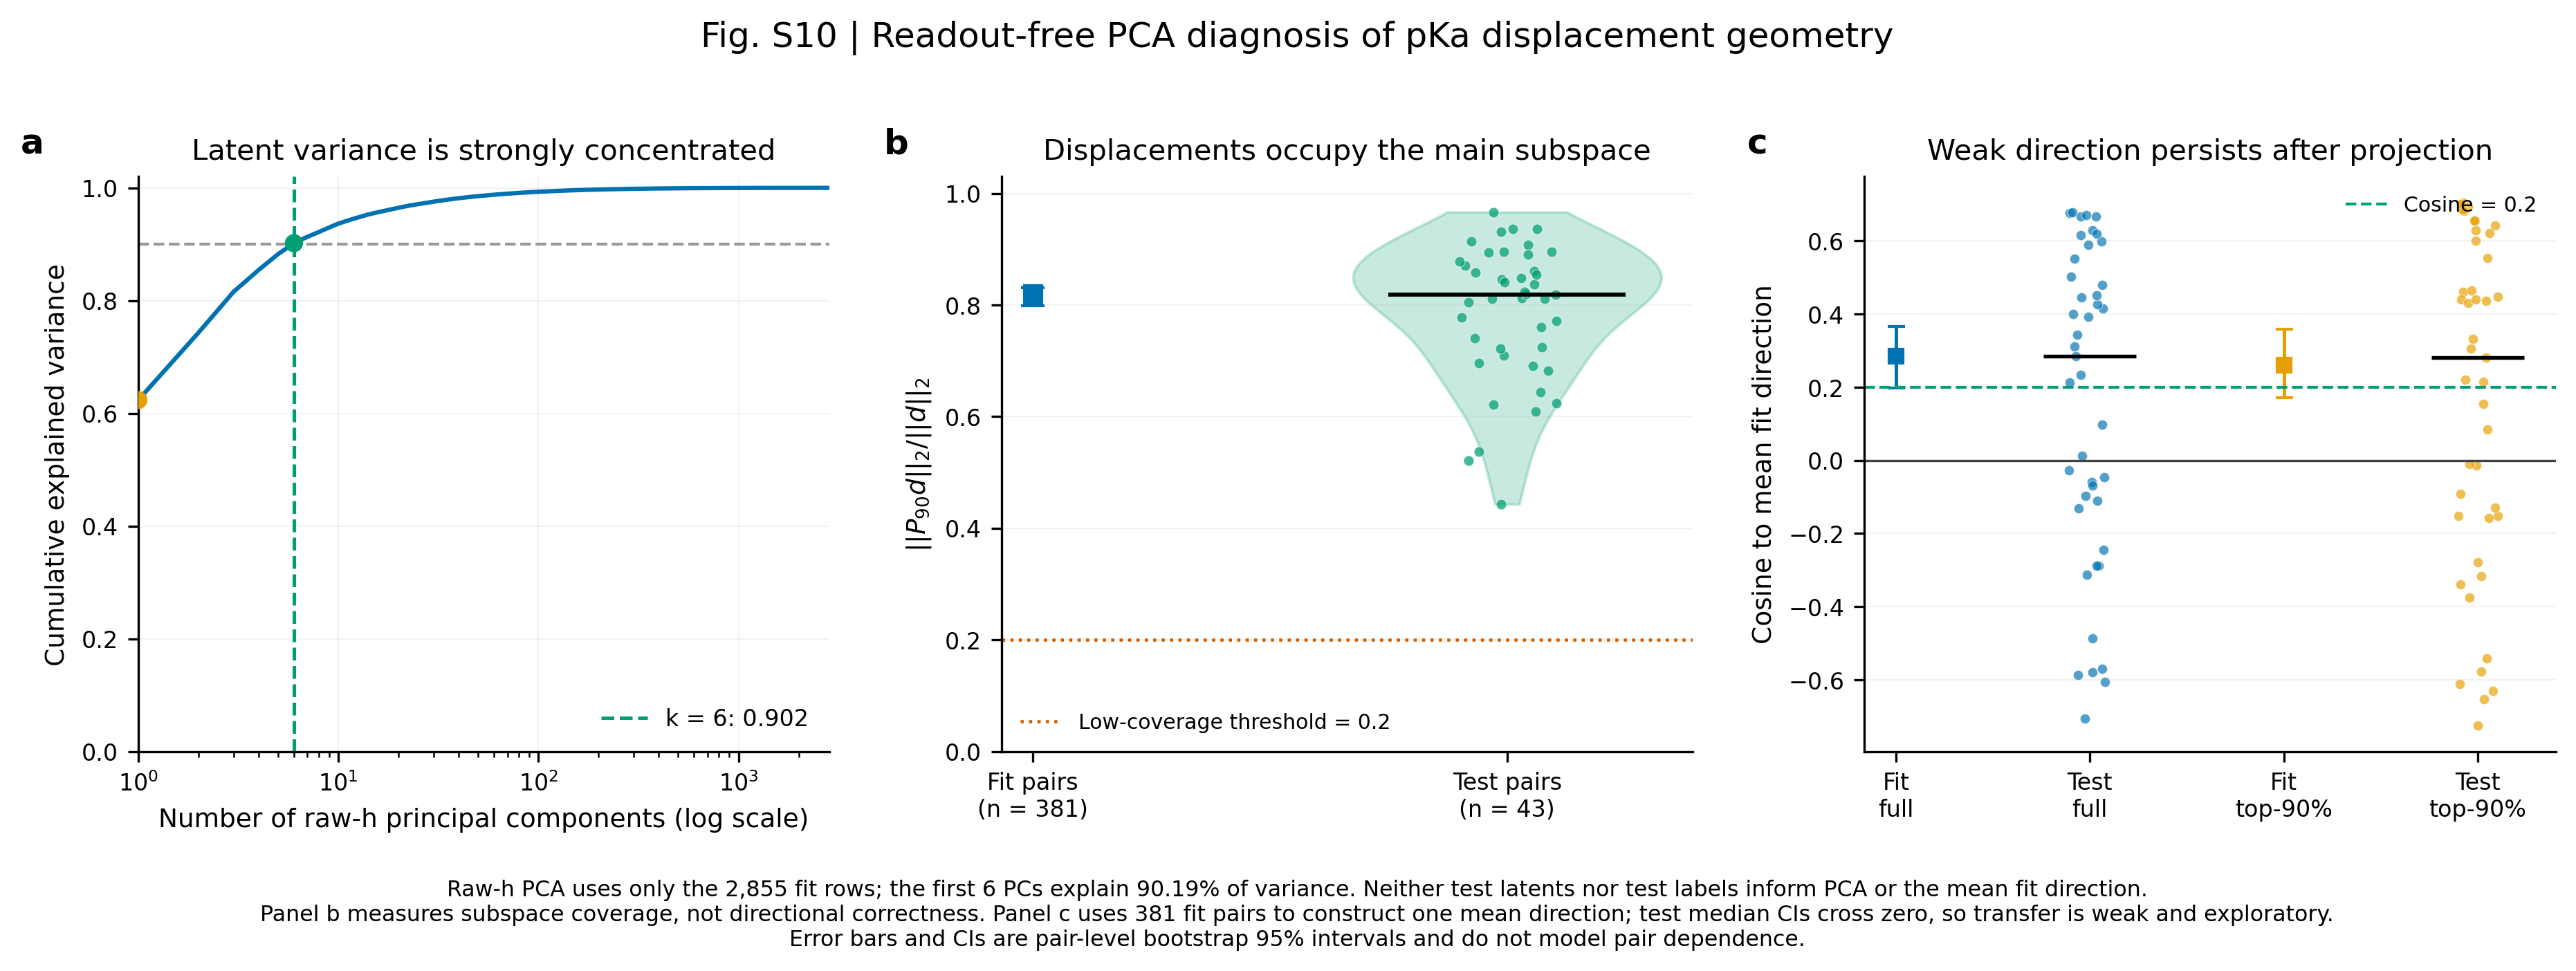 Fig. S10 | Readout-free PCA diagnosis of pKa displacement geometry
a
Latent variance is strongly concentrated
Cumulative explained variance
1.0
0.8
0.6
0.4
0.2
0.0
k = 6: 0.902
10⁰
10¹
10²
10³
Number of raw-h principal components (log scale)
b
Displacements occupy the main subspace
||P₉₀d||₂/||d||₂
1.0
0.8
0.6
0.4
0.2
0.0
Low-coverage threshold = 0.2
Fit pairs
(n = 381)
Test pairs
(n = 43)
c
Weak direction persists after projection
Cosine to mean fit direction
Cosine = 0.2
0.6
0.4
0.2
0.0
−0.2
−0.4
−0.6
Fit
full
Test
full
Fit
top-90%
Test
top-90%
Raw-h PCA uses only the 2,855 fit rows; the first 6 PCs explain 90.19% of variance. Neither test latents nor test labels inform PCA or the mean fit direction.
Panel b measures subspace coverage, not directional correctness. Panel c uses 381 fit pairs to construct one mean direction; test median CIs cross zero, so transfer is weak and exploratory.
Error bars and CIs are pair-level bootstrap 95% intervals and do not model pair dependence.